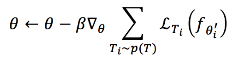 θ ← θ − β∇_θ ∑_{T_i~p(T)} ℒ_{T_i}(f_{θ_i′})